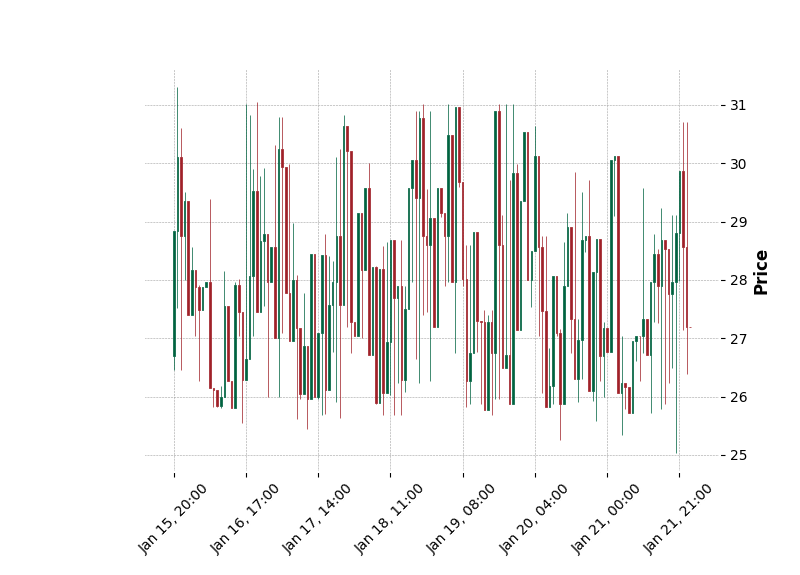 31
30
29
28
27
26
25
Price
Jan 15, 20:00
Jan 16, 17:00
Jan 17, 14:00
Jan 18, 11:00
Jan 19, 08:00
Jan 20, 04:00
Jan 21, 00:00
Jan 21, 21:00